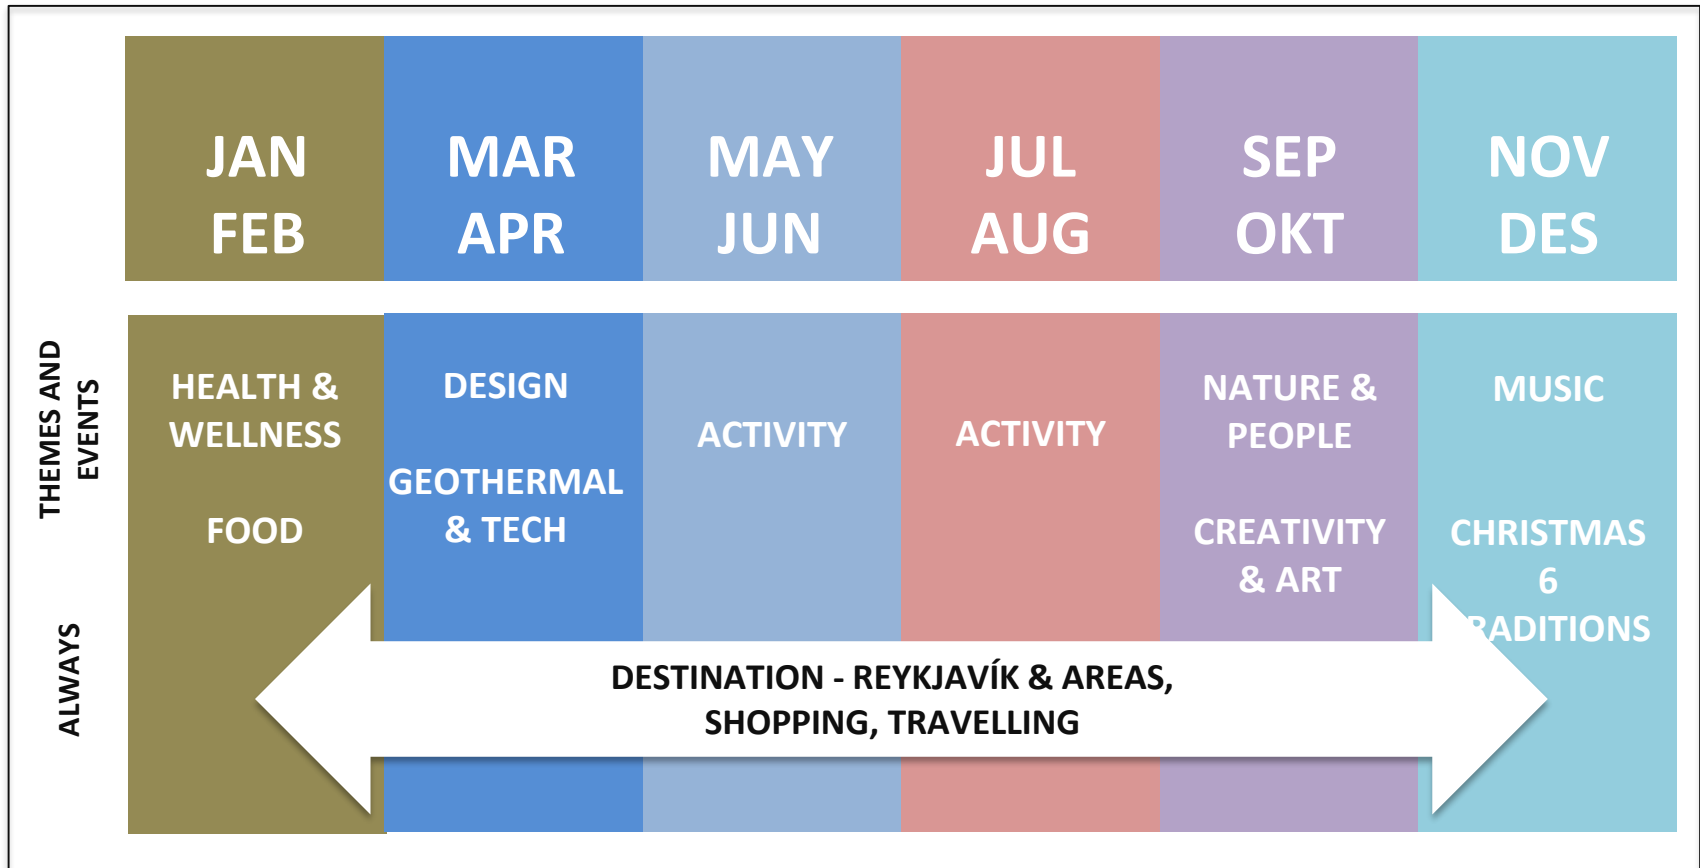 JAN
FEB
MAR
APR
MAY
JUN
JUL
AUG
SEP
OKT
NOV
DES
THEMES AND
EVENTS
HEALTH &
WELLNESS
FOOD
DESIGN
GEOTHERMAL
& TECH
ACTIVITY
ACTIVITY
NATURE &
PEOPLE
CREATIVITY
& ART
MUSIC
CHRISTMAS
6
RADITIONS
ALWAYS
DESTINATION - REYKJAVÍK & AREAS,
SHOPPING, TRAVELLING